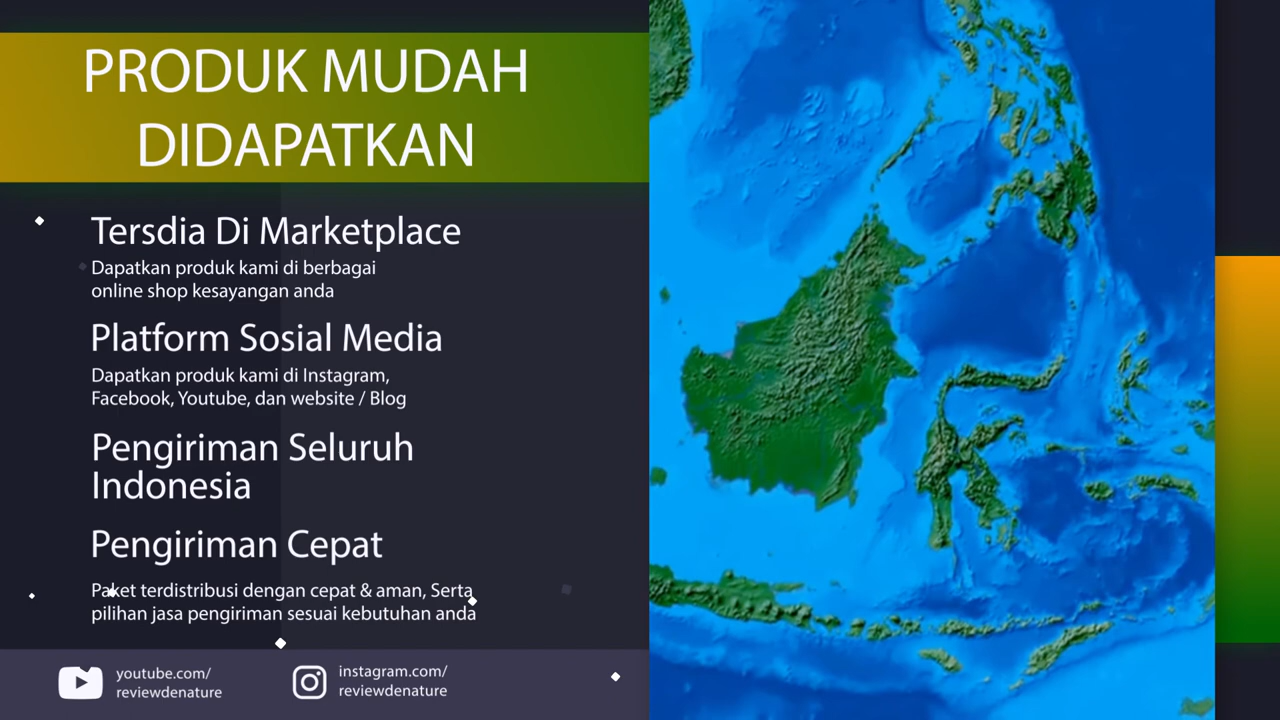 PRODUK MUDAH
DIDAPATKAN
Tersdia Di Marketplace
Dapatkan produk kami di berbagai
online shop kesayangan anda
Platform Sosial Media
Dapatkan produk kami di Instagram,
Facebook, Youtube, dan website / Blog
Pengiriman Seluruh
Indonesia
Pengiriman Cepat
Paket terdistribusi dengan cepat & aman, Serta
pilihan jasa pengiriman sesuai kebutuhan anda
youtube.com/
reviewdenature
instagram.com/
reviewdenature